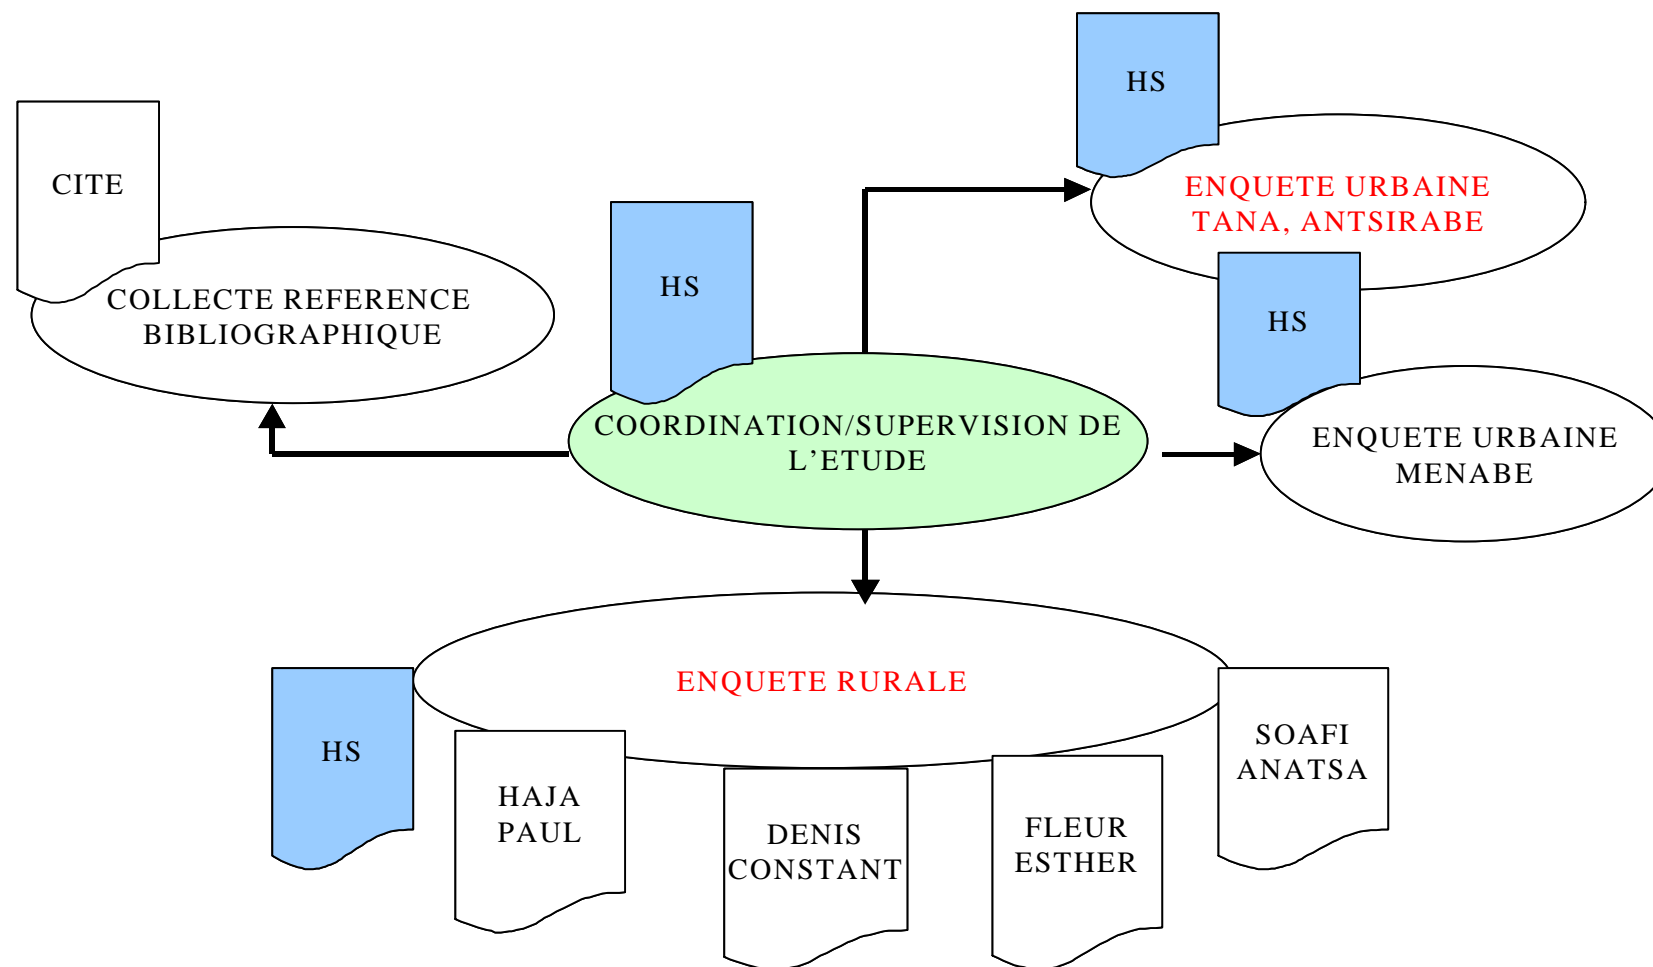 HS
CITE
ENQUETE URBAINE
TANA, ANTSIRABE
HS
COLLECTE REFERENCE
BIBLIOGRAPHIQUE
HS
COORDINATION/SUPERVISION DE
L’ETUDE
ENQUETE URBAINE
MENABE
ENQUETE RURALE
HS
HAJA
PAUL
DENIS
CONSTANT
FLEUR
ESTHER
SOAFI
ANATSA